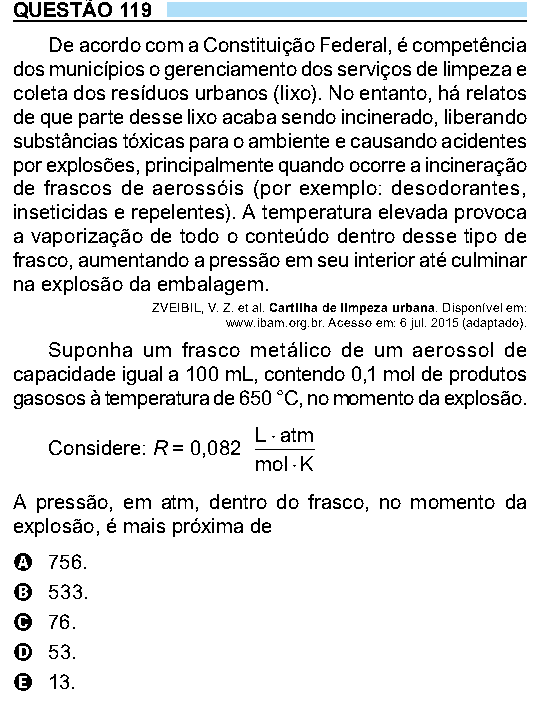 QUESTÃO 119
De acordo com a Constituição Federal, é competência
dos municípios o gerenciamento dos serviços de limpeza e
coleta dos resíduos urbanos (lixo). No entanto, há relatos
de que parte desse lixo acaba sendo incinerado, liberando
substâncias tóxicas para o ambiente e causando acidentes
por explosões, principalmente quando ocorre a incineração
de frascos de aerossóis (por exemplo: desodorantes,
inseticidas e repelentes). A temperatura elevada provoca
a vaporização de todo o conteúdo dentro desse tipo de
frasco, aumentando a pressão em seu interior até culminar
na explosão da embalagem.
ZVEIBIL, V. Z. et al. Cartilha de limpeza urbana. Disponível em:
www.ibam.org.br. Acesso em: 6 jul. 2015 (adaptado).
Suponha um frasco metálico de um aerossol de
capacidade igual a 100 mL, contendo 0,1 mol de produtos
gasosos à temperatura de 650 °C, no momento da explosão.
Considere: R = 0,082 L · atm
mol · K
A pressão, em atm, dentro do frasco, no momento da
explosão, é mais próxima de
A 756.
B 533.
C 76.
D 53.
E 13.